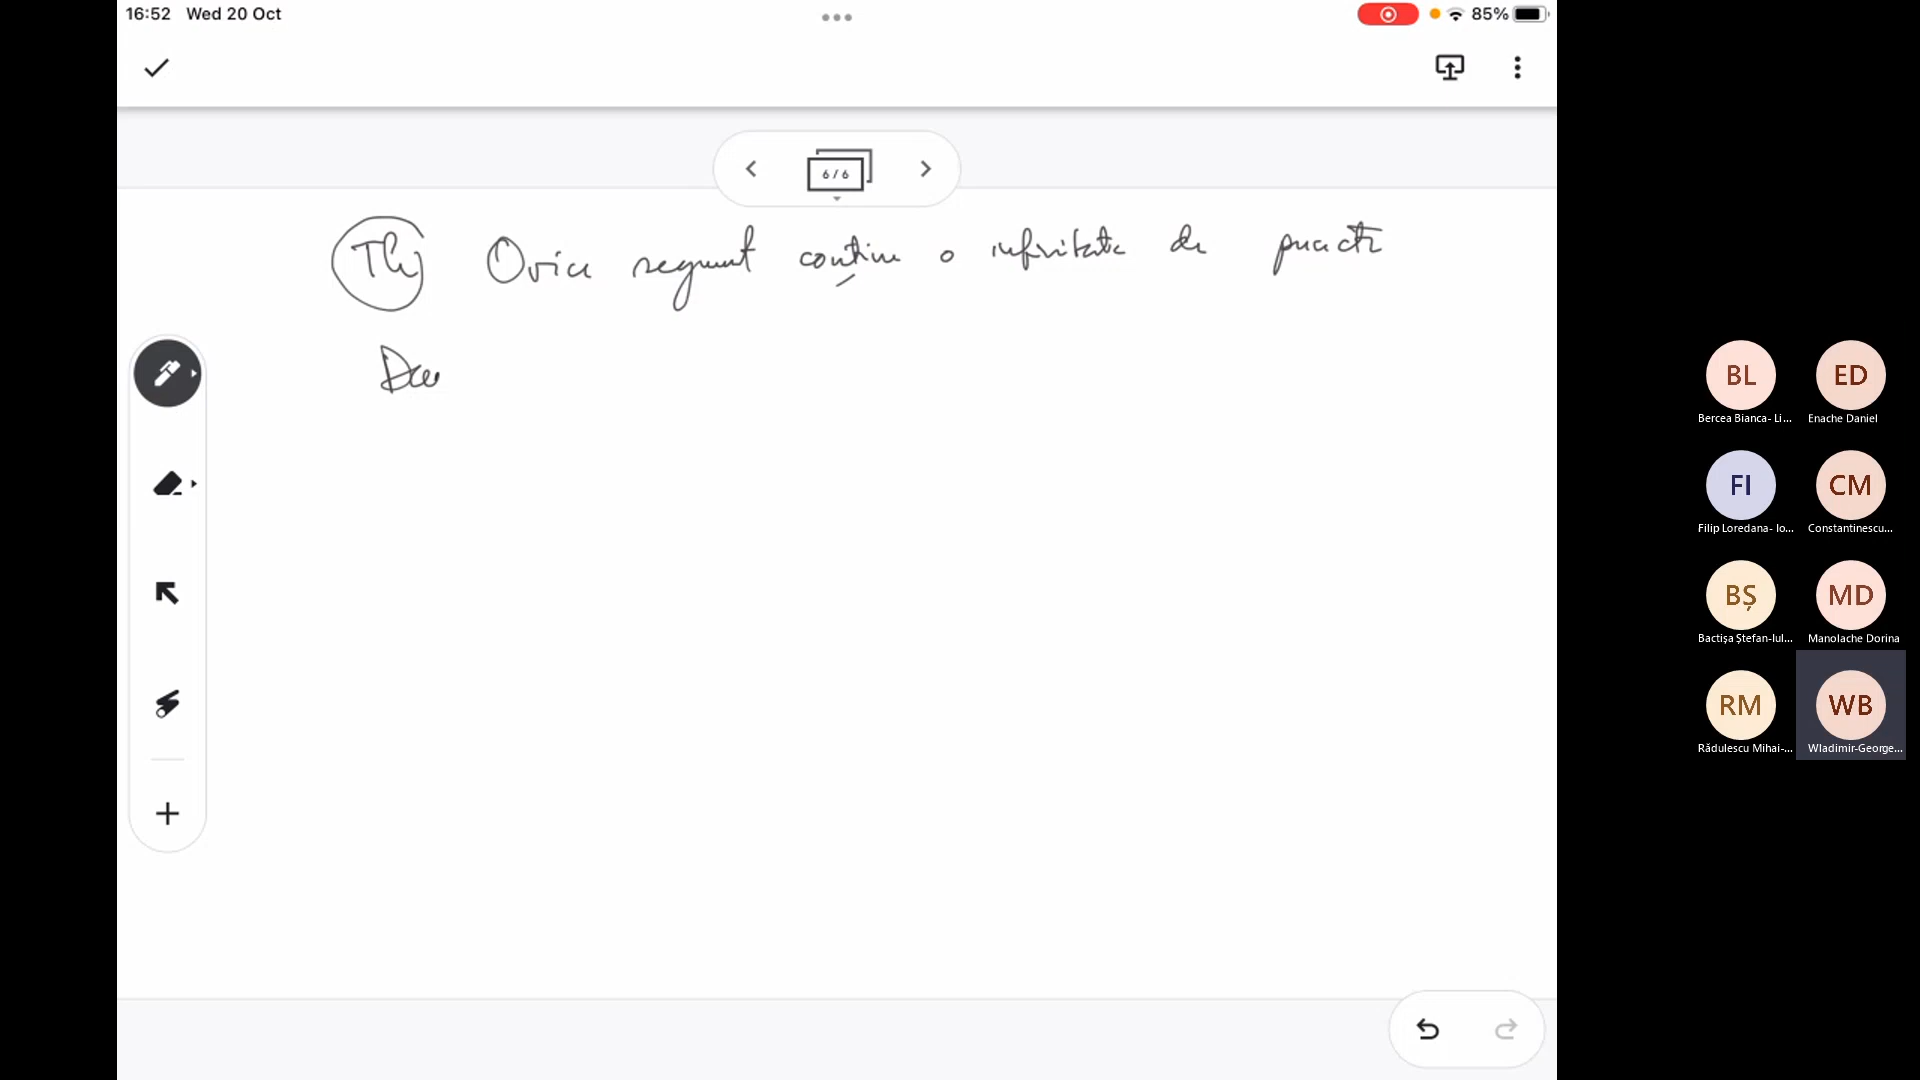 16:52 Wed 20 Oct
85%
6 / 6
Th Orice segment conține o infinitate de puncte
Dem
BL ED
Bercea Bianca- Li... Enache Daniel
FI CM
Filip Loredana- Io... Constantinescu...
BȘ MD
Bactișa Ștefan-Iul... Manolache Dorina
RM WB
Rădulescu Mihai-... Wladimir-George...